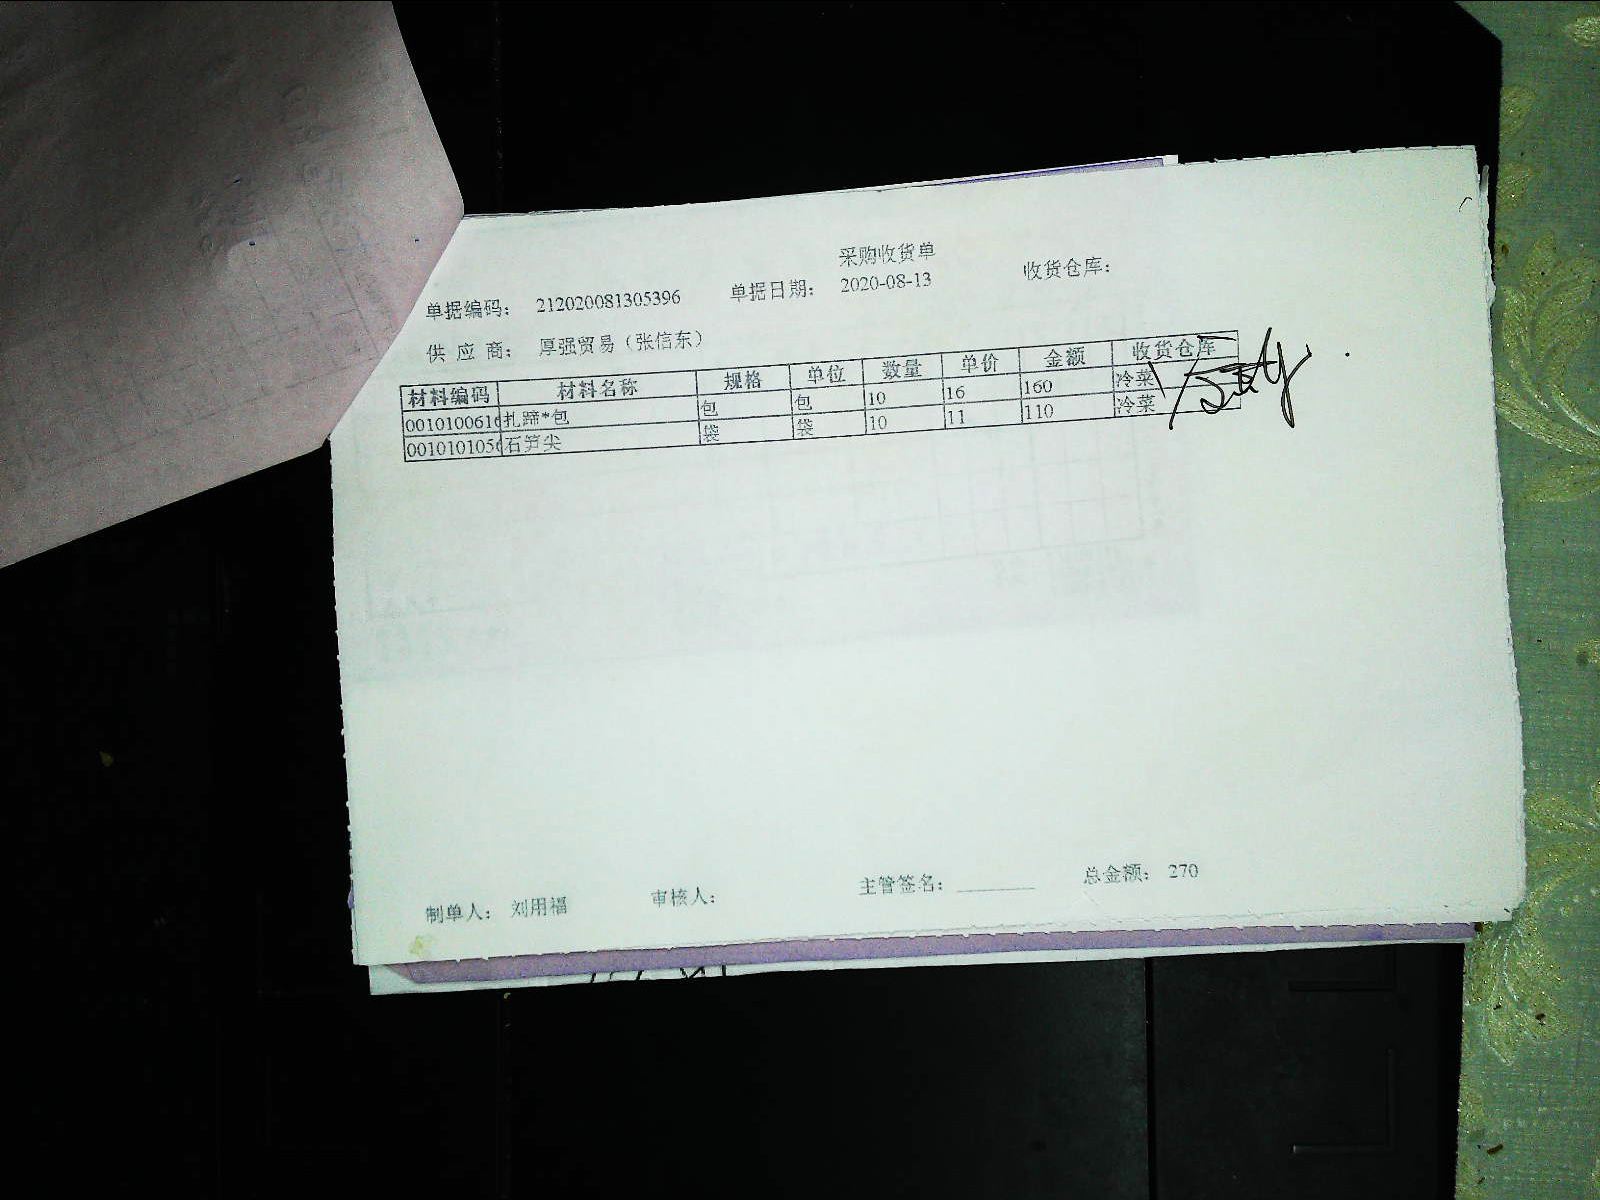 采购收货单
单据编码: 212020081305396 单据日期: 2020-08-13 收货仓库:
供 应 商: 厚强贸易（张信东）
材料编码 材料名称 规格 单位 数量 单价 金额 收货仓库
001010061 扎蹄*包 包 包 10 16 160 冷菜
001010105 石笋尖 袋 袋 10 11 110 冷菜
制单人: 刘用福 审核人: 主管签名: 总金额: 270